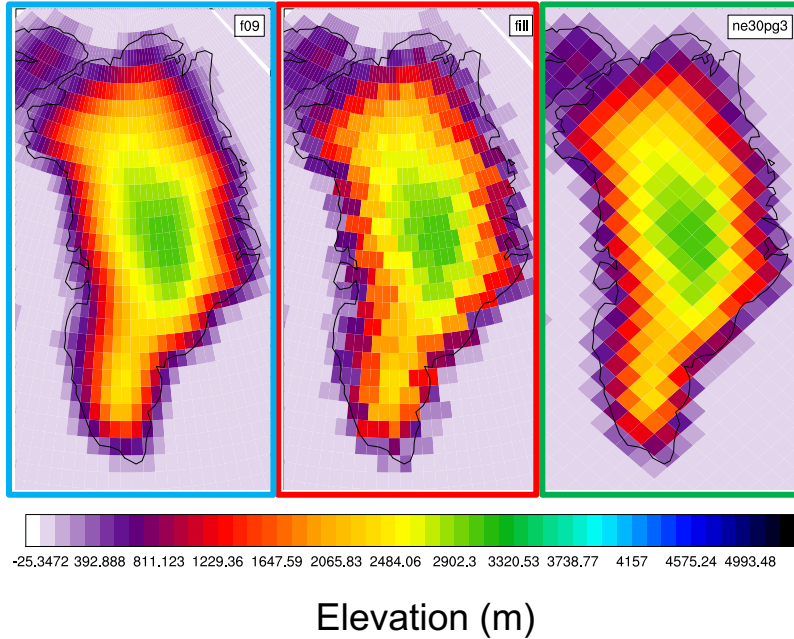 f09
fill
ne30pg3
-25.3472 392.888 811.123 1229.36 1647.59 2065.83 2484.06 2902.3 3320.53 3738.77 4157 4575.24 4993.48
Elevation (m)